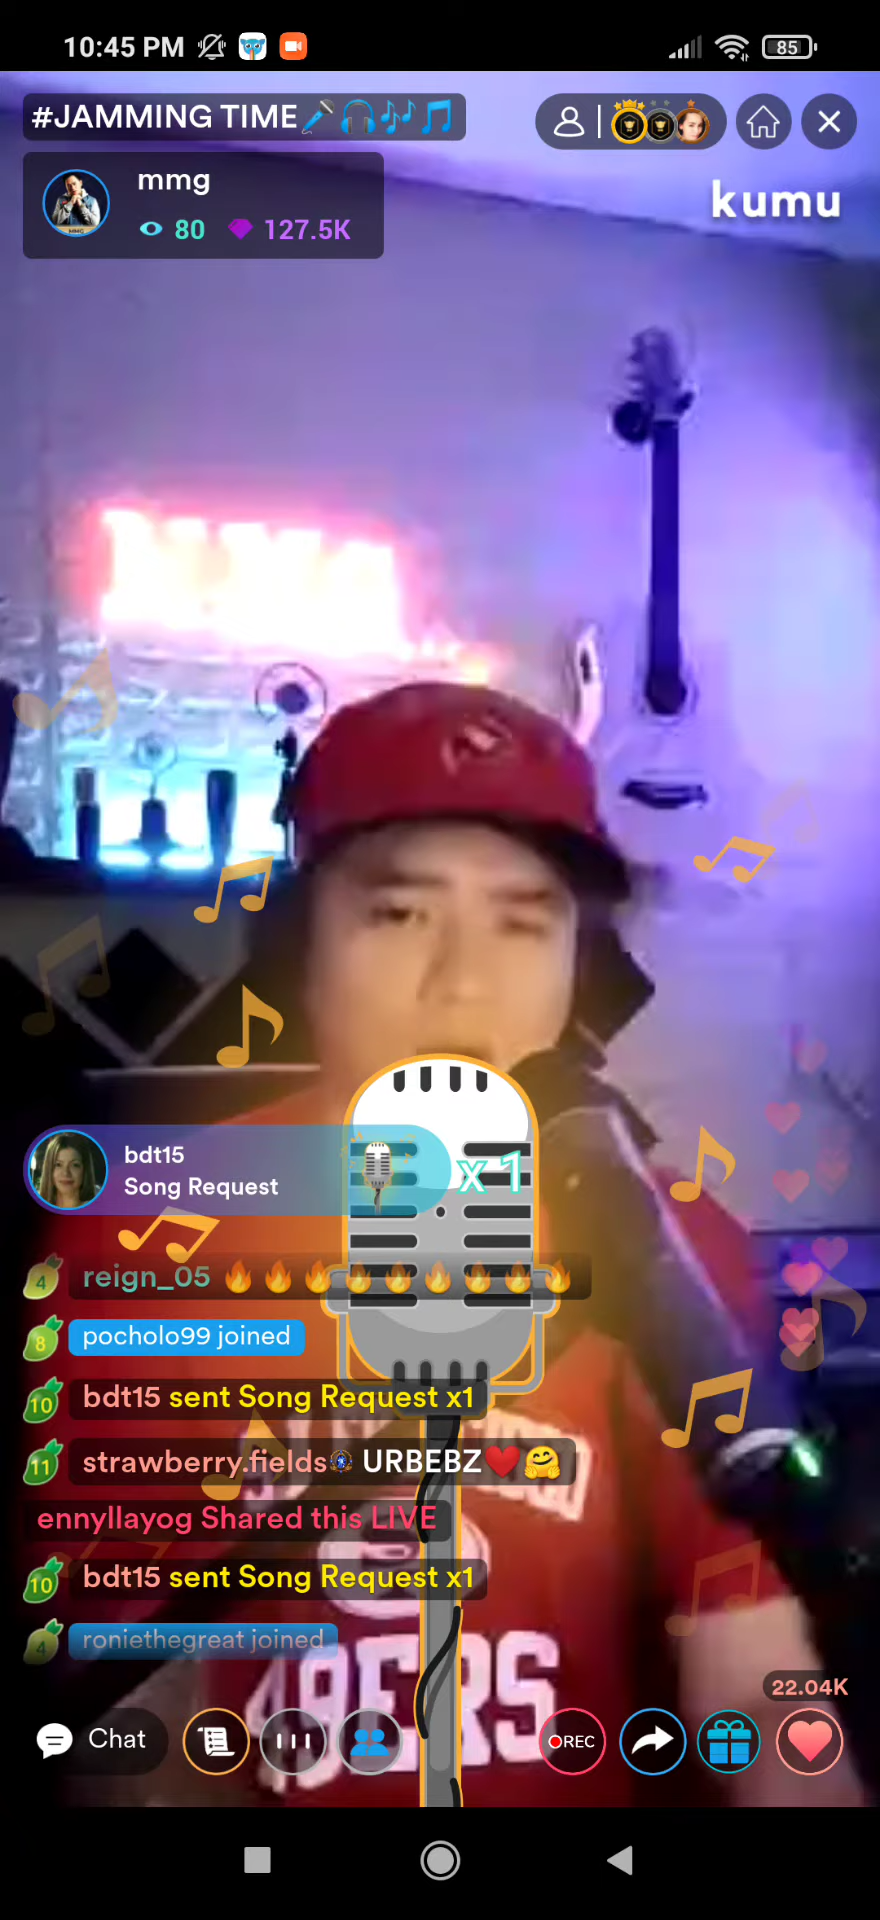 10:45 PM
85
#JAMMING TIME
mmg
80 127.5K
kumu
bdt15
Song Request
x 1
4 reign_05
8 pocholo99 joined
10 bdt15 sent Song Request x1
11 strawberry.fields URBEBZ
ennyllayog Shared this LIVE
10 bdt15 sent Song Request x1
4 roniethegreat joined
49ERS
22.04K
Chat
REC